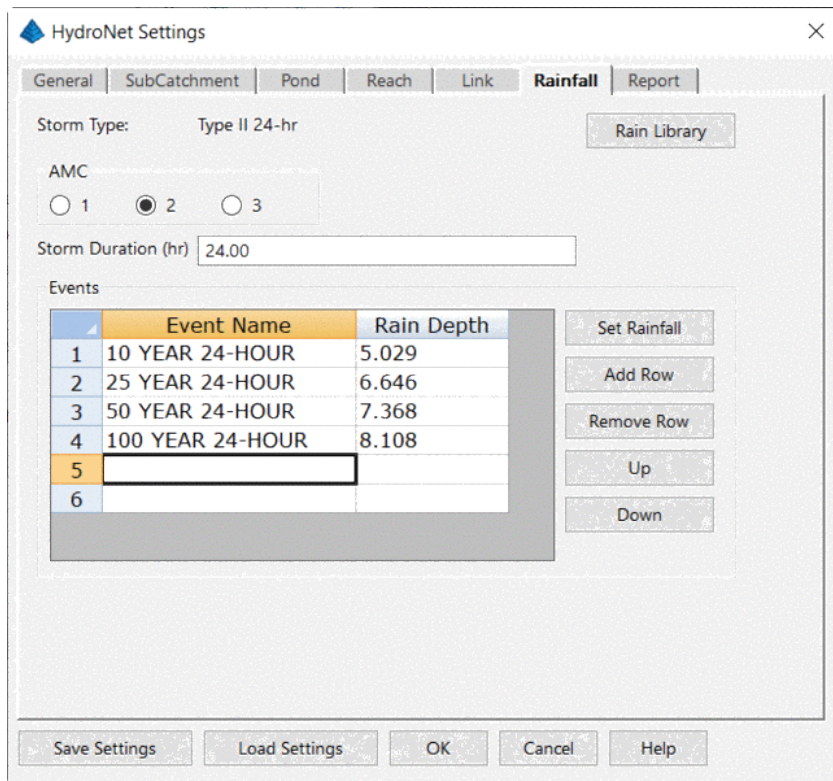 HydroNet Settings
General SubCatchment Pond Reach Link Rainfall Report
Storm Type: Type II 24-hr Rain Library
AMC
1 2 3
Storm Duration (hr) 24.00
Events
Event Name Rain Depth
1 10 YEAR 24-HOUR 5.029
2 25 YEAR 24-HOUR 6.646
3 50 YEAR 24-HOUR 7.368
4 100 YEAR 24-HOUR 8.108
5
6
Set Rainfall
Add Row
Remove Row
Up
Down
Save Settings Load Settings OK Cancel Help